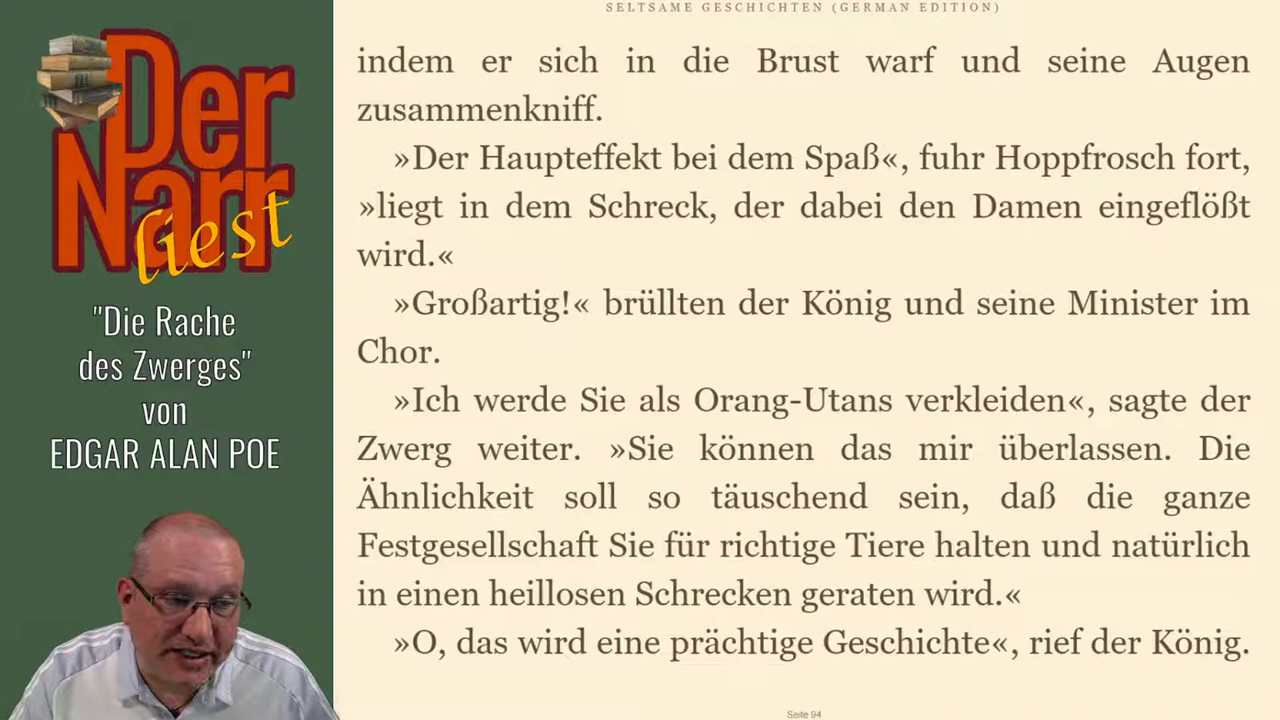 Der
Narr
liest
"Die Rache
des Zwerges"
von
EDGAR ALAN POE
SELTSAME GESCHICHTEN (GERMAN EDITION)
indem er sich in die Brust warf und seine Augen
zusammenkniff.
»Der Haupteffekt bei dem Spaß«, fuhr Hoppfrosch fort,
»liegt in dem Schreck, der dabei den Damen eingeflößt
wird.«
»Großartig!« brüllten der König und seine Minister im
Chor.
»Ich werde Sie als Orang-Utans verkleiden«, sagte der
Zwerg weiter. »Sie können das mir überlassen. Die
Ähnlichkeit soll so täuschend sein, daß die ganze
Festgesellschaft Sie für richtige Tiere halten und natürlich
in einen heillosen Schrecken geraten wird.«
»O, das wird eine prächtige Geschichte«, rief der König.
Seite 94